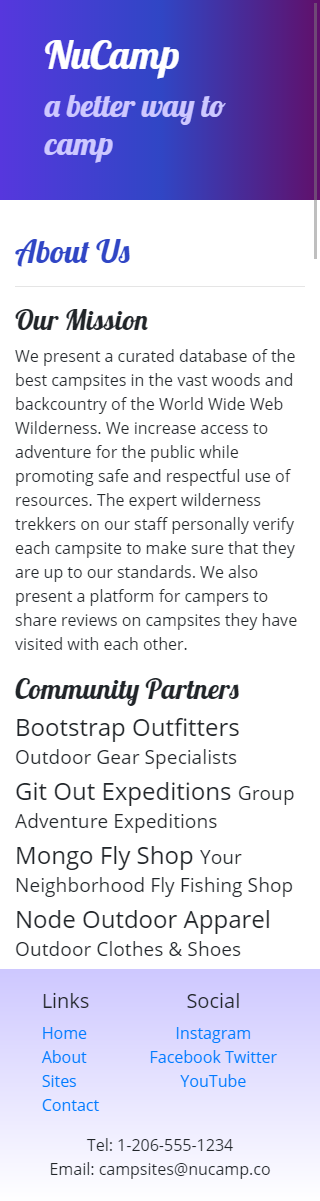 NuCamp
a better way to
camp
About Us
Our Mission
We present a curated database of the
best campsites in the vast woods and
backcountry of the World Wide Web
Wilderness. We increase access to
adventure for the public while
promoting safe and respectful use of
resources. The expert wilderness
trekkers on our staff personally verify
each campsite to make sure that they
are up to our standards. We also
present a platform for campers to
share reviews on campsites they have
visited with each other.
Community Partners
Bootstrap Outfitters
Outdoor Gear Specialists
Git Out Expeditions Group
Adventure Expeditions
Mongo Fly Shop Your
Neighborhood Fly Fishing Shop
Node Outdoor Apparel
Outdoor Clothes & Shoes
Links
Home
About
Sites
Contact
Social
Instagram
Facebook Twitter
YouTube
Tel: 1-206-555-1234
Email: campsites@nucamp.co